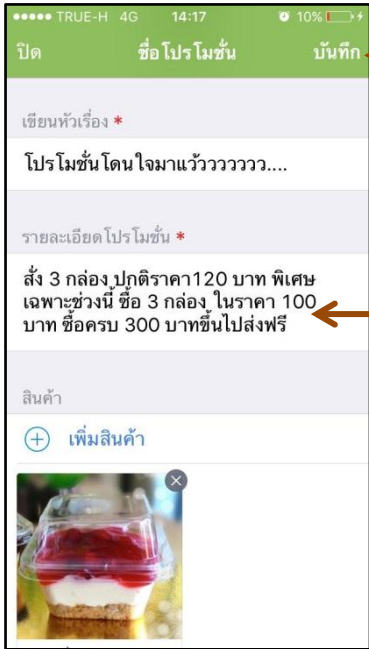 TRUE-H 4G 14:17 10%
ปิด ชื่อโปรโมชั่น บันทึก
เขียนหัวเรื่อง *
โปรโมชั่นโดนใจมาแว้วววววววว....
รายละเอียดโปรโมชั่น *
สั่ง 3 กล่อง ปกติราคา120 บาท พิเศษ
เฉพาะช่วงนี้ ซื้อ 3 กล่อง ในราคา 100
บาท ซื้อครบ 300 บาทขึ้นไปส่งฟรี
สินค้า
เพิ่มสินค้า